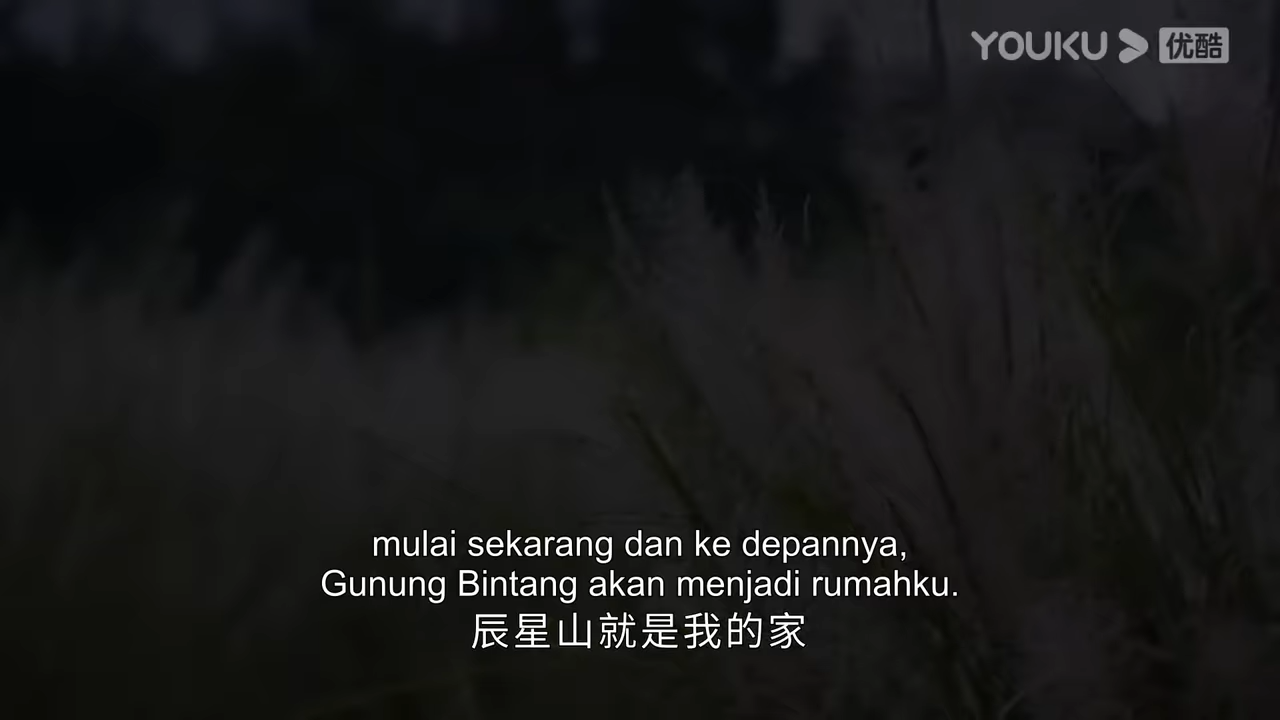 YOUKU 优酷
mulai sekarang dan ke depannya,
Gunung Bintang akan menjadi rumahku.
辰星山就是我的家